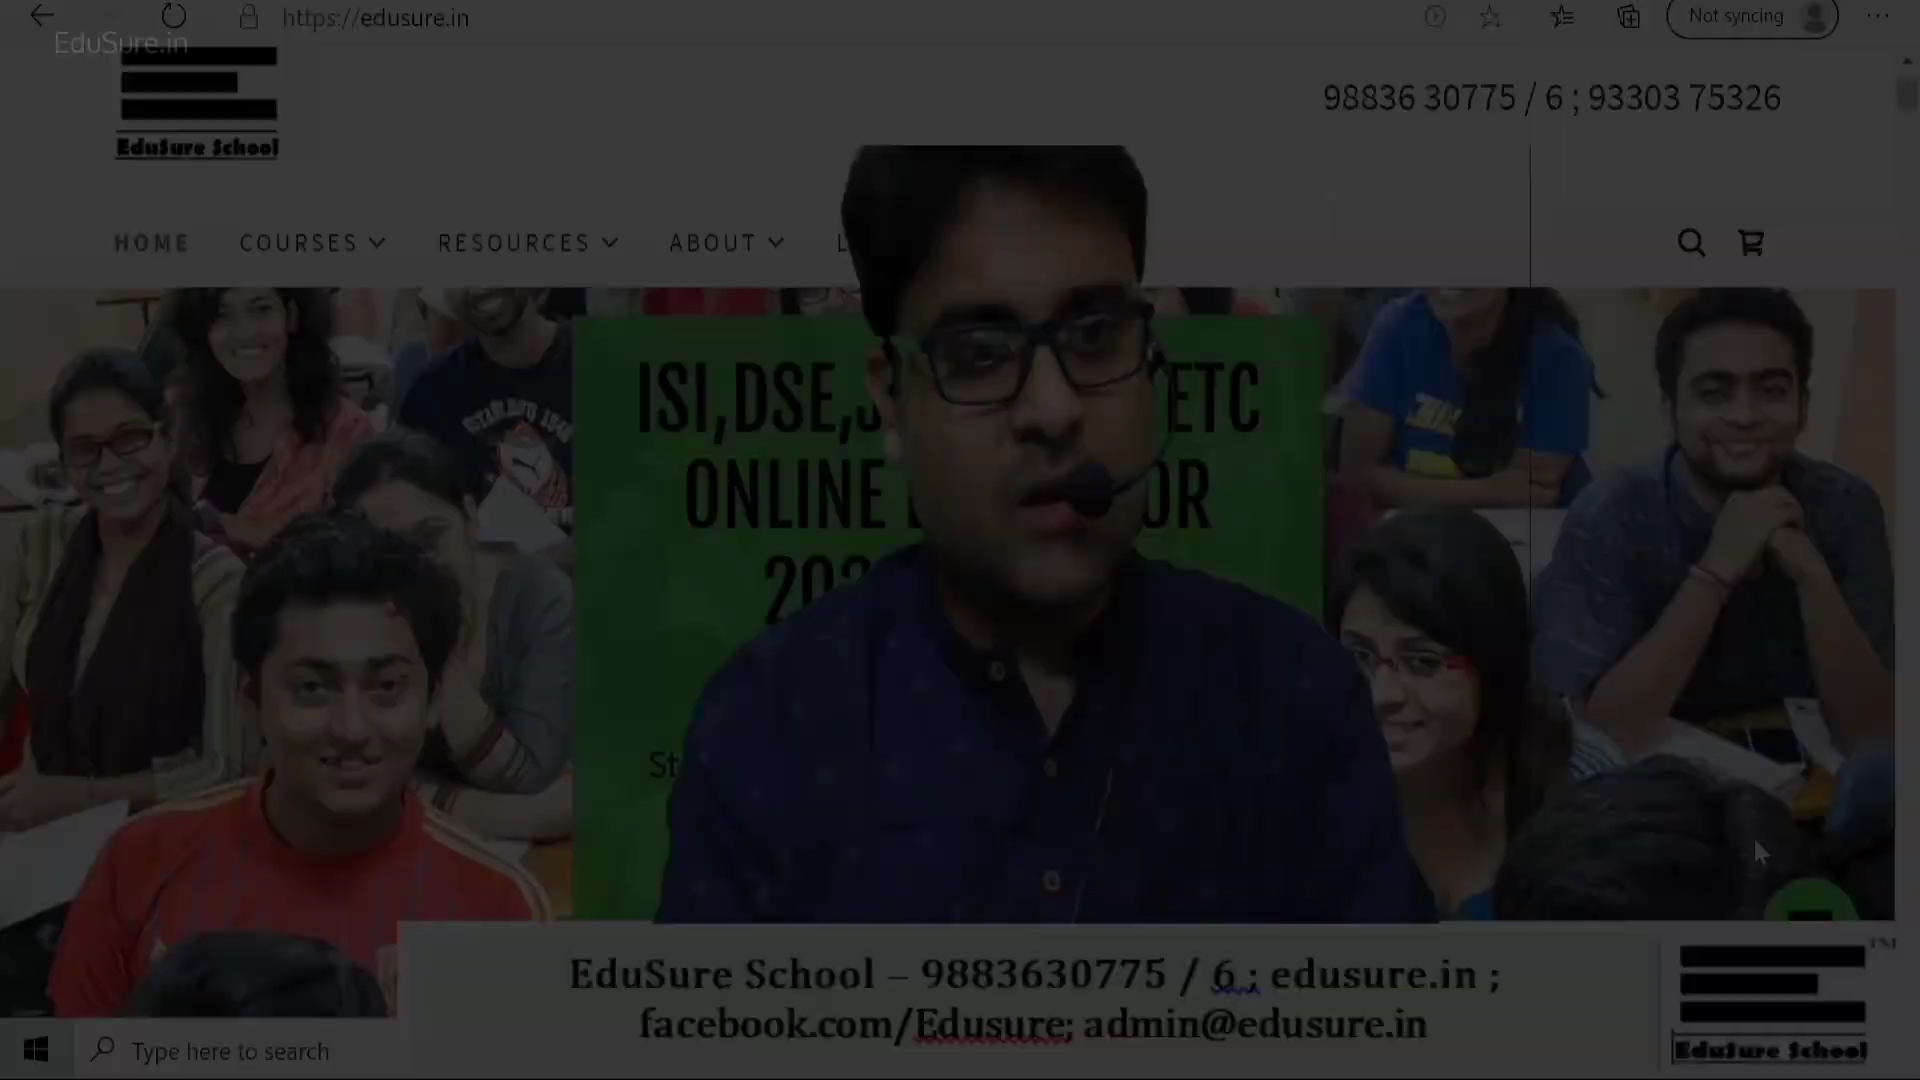 https://edusure.in
Not syncing
EduSure.in
EduSure School
98836 30775 / 6 ; 93303 75326
HOME COURSES RESOURCES ABOUT
ISI,DSE, ETC
ONLINE
EduSure School – 9883630775 / 6 ; edusure.in ;
facebook.com/Edusure; admin@edusure.in
TM
EduSure School
Type here to search